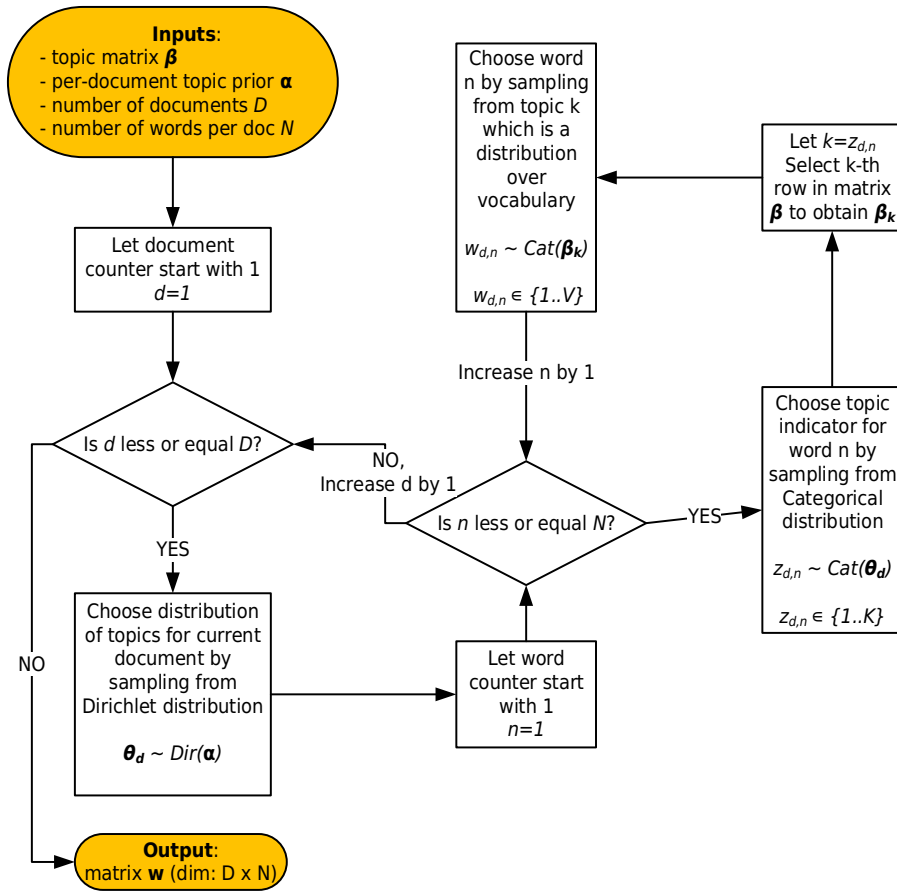 Inputs:
- topic matrix β
- per-document topic prior α
- number of documents D
- number of words per doc N
Let document
counter start with 1
d=1
Is d less or equal D?
YES
NO
Choose distribution
of topics for current
document by
sampling from
Dirichlet distribution
θd ~ Dir(α)
Let word
counter start
with 1
n=1
Is n less or equal N?
NO,
Increase d by 1
YES
Choose topic
indicator for
word n by
sampling from
Categorical
distribution
zd,n ~ Cat(θd)
zd,n ∈ {1..K}
Let k=zd,n
Select k-th
row in matrix
β to obtain βk
Choose word
n by sampling
from topic k
which is a
distribution
over
vocabulary
wd,n ~ Cat(βk)
wd,n ∈ {1..V}
Increase n by 1
Output:
matrix w (dim: D x N)